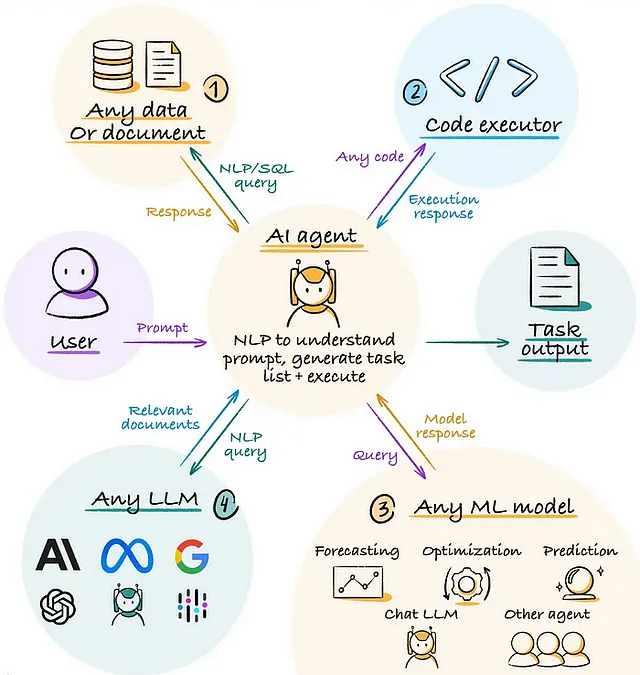 1
Any data
Or document
2
Code executor
NLP/SQL
query
Response
Any code
Execution
response
AI agent
NLP to understand
prompt, generate task
list + execute
User
Prompt
Task
output
Relevant
documents
NLP
query
Model
response
Query
Any LLM
4
AI
G
3
Any ML model
Forecasting
Optimization
Prediction
Chat LLM
Other agent